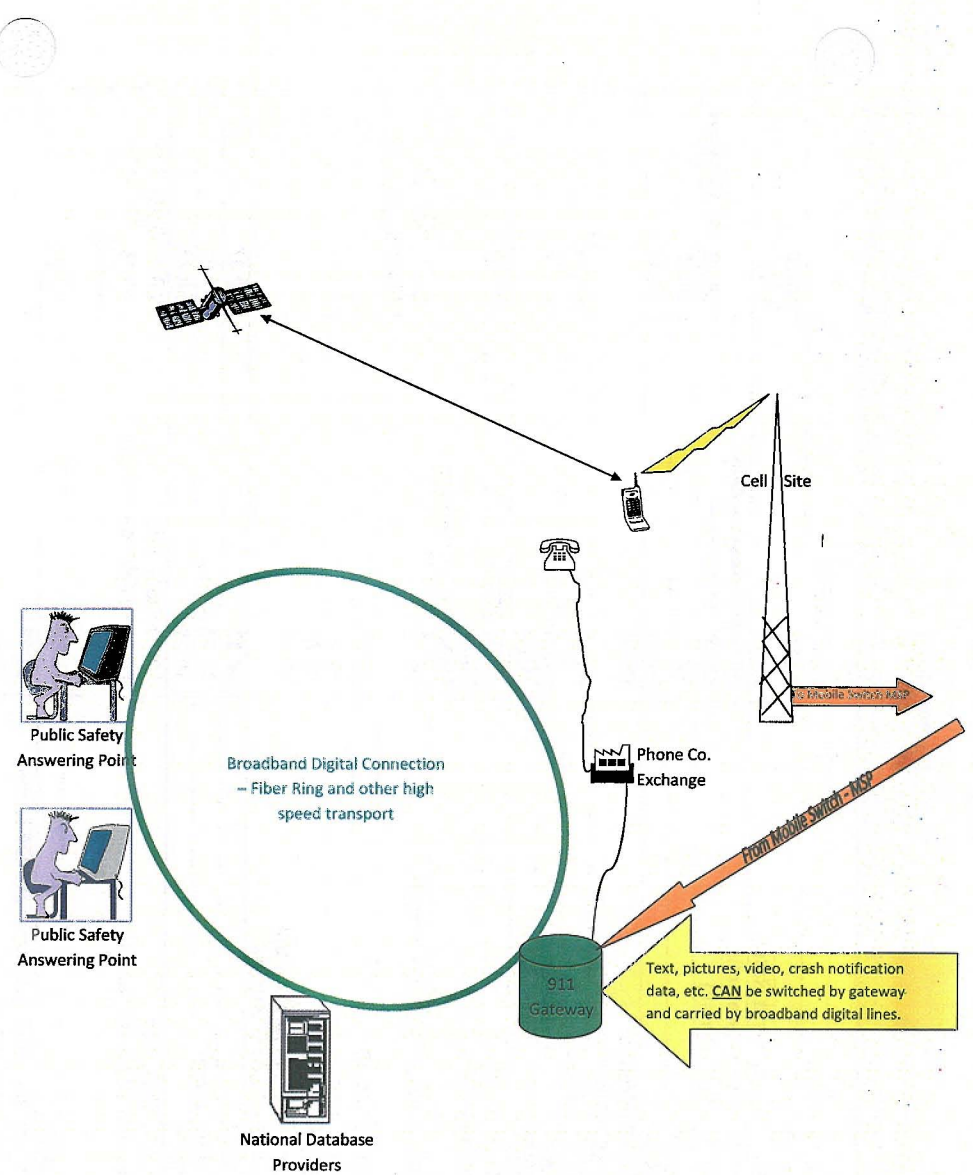 Cell Site
To Mobile Switch MSP
Public Safety
Answering Point
Broadband Digital Connection
– Fiber Ring and other high
speed transport
Phone Co.
Exchange
From Mobile Switch - MSP
Public Safety
Answering Point
911
Gateway
Text, pictures, video, crash notification
data, etc. CAN be switched by gateway
and carried by broadband digital lines.
National Database
Providers